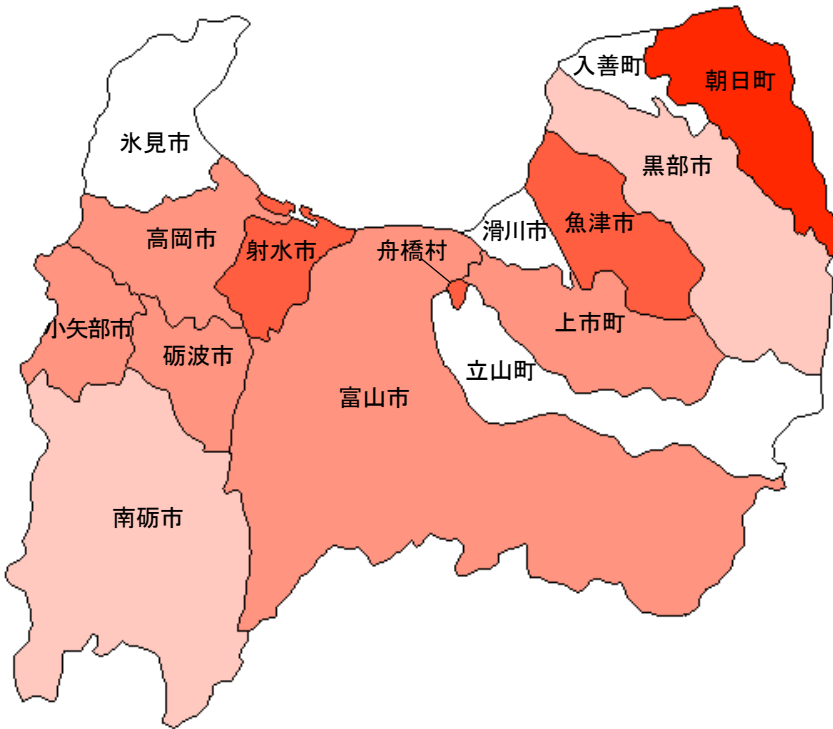 入善町
朝日町
氷見市
黒部市
高岡市
射水市
舟橋村
滑川市
魚津市
小矢部市
砺波市
上市町
立山町
富山市
南砺市